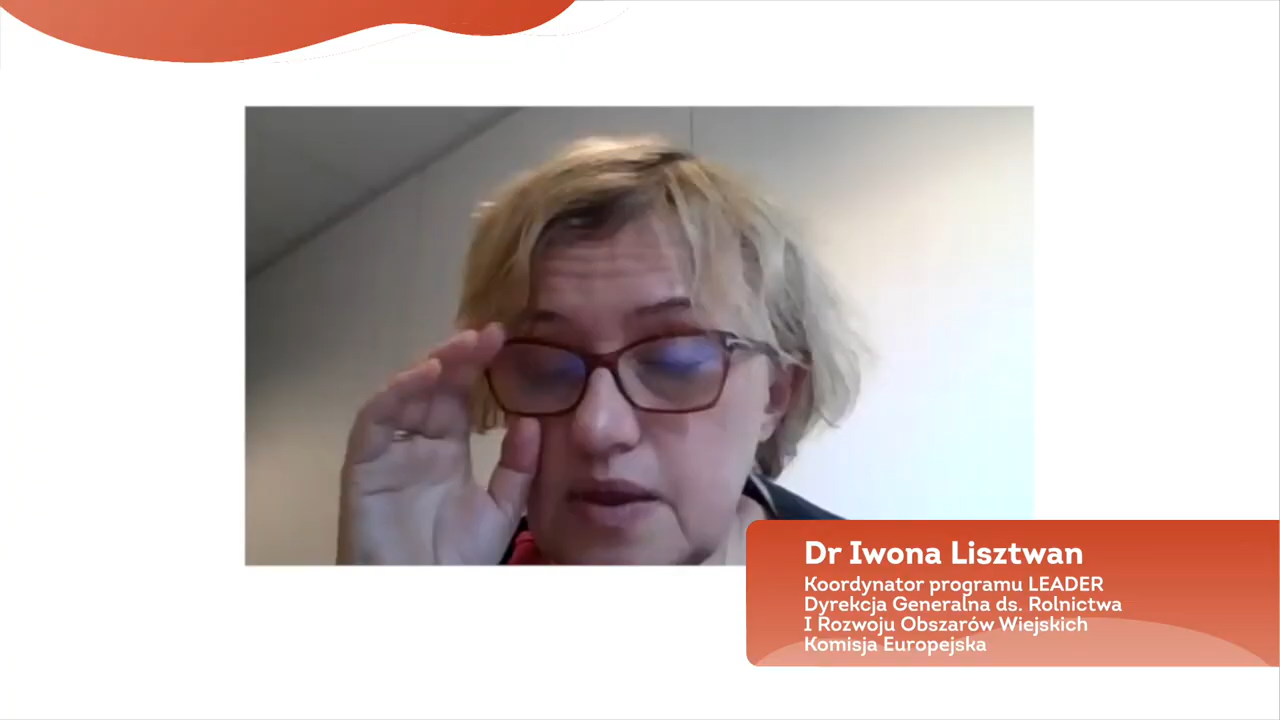 Dr Iwona Lisztwan
Koordynator programu LEADER
Dyrekcja Generalna ds. Rolnictwa
I Rozwoju Obszarów Wiejskich
Komisja Europejska